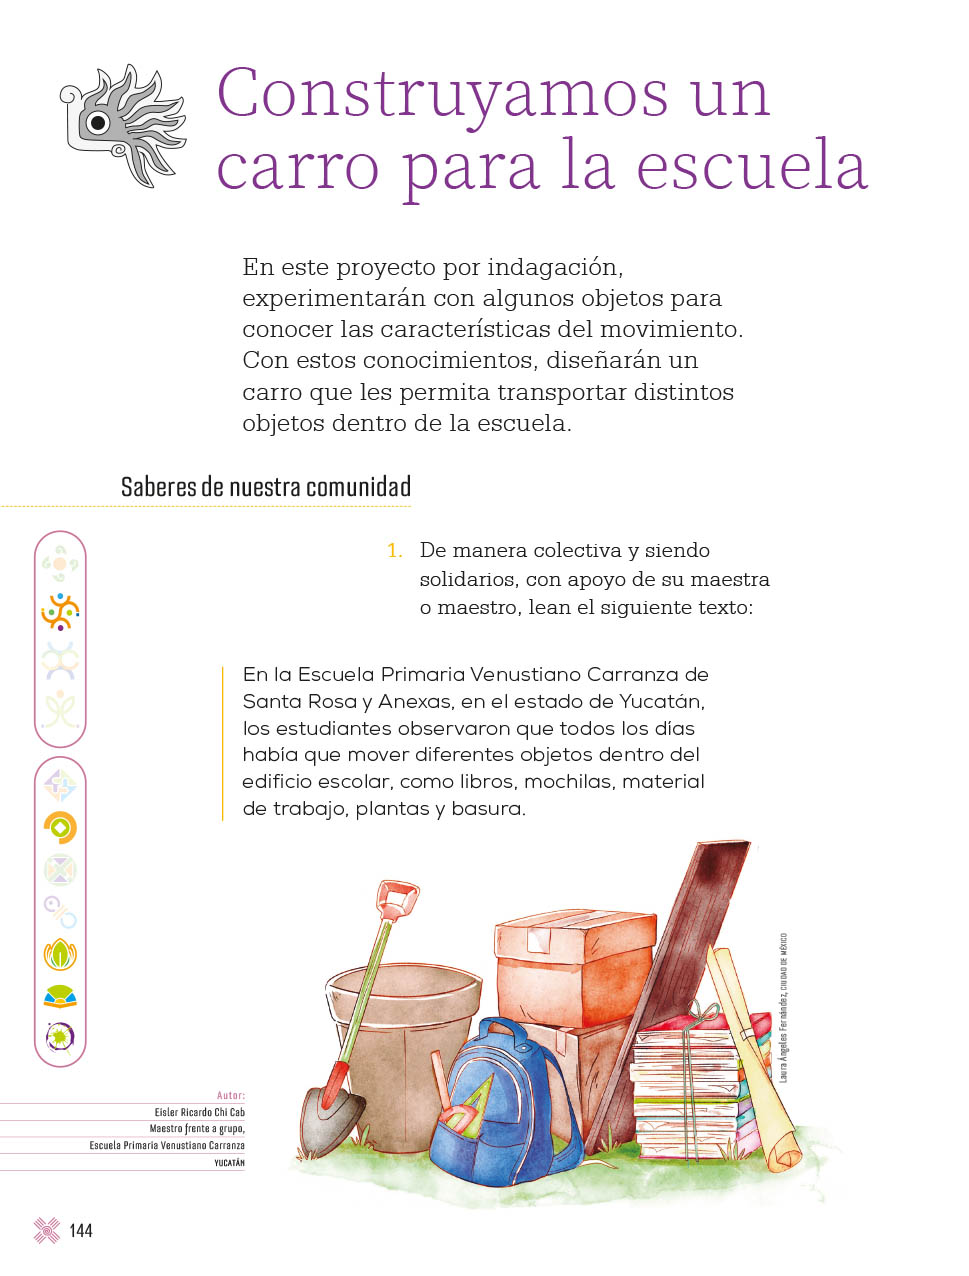 Construyamos un
carro para la escuela
En este proyecto por indagación,
experimentarán con algunos objetos para
conocer las características del movimiento.
Con estos conocimientos, diseñarán un
carro que les permita transportar distintos
objetos dentro de la escuela.
Saberes de nuestra comunidad
1. De manera colectiva y siendo
solidarios, con apoyo de su maestra
o maestro, lean el siguiente texto:
En la Escuela Primaria Venustiano Carranza de
Santa Rosa y Anexas, en el estado de Yucatán,
los estudiantes observaron que todos los días
había que mover diferentes objetos dentro del
edificio escolar, como libros, mochilas, material
de trabajo, plantas y basura.
Laura Ángeles Fernández, CIUDAD DE MÉXICO
Autor:
Eisler Ricardo Chi Cab
Maestro frente a grupo,
Escuela Primaria Venustiano Carranza
YUCATÁN
144